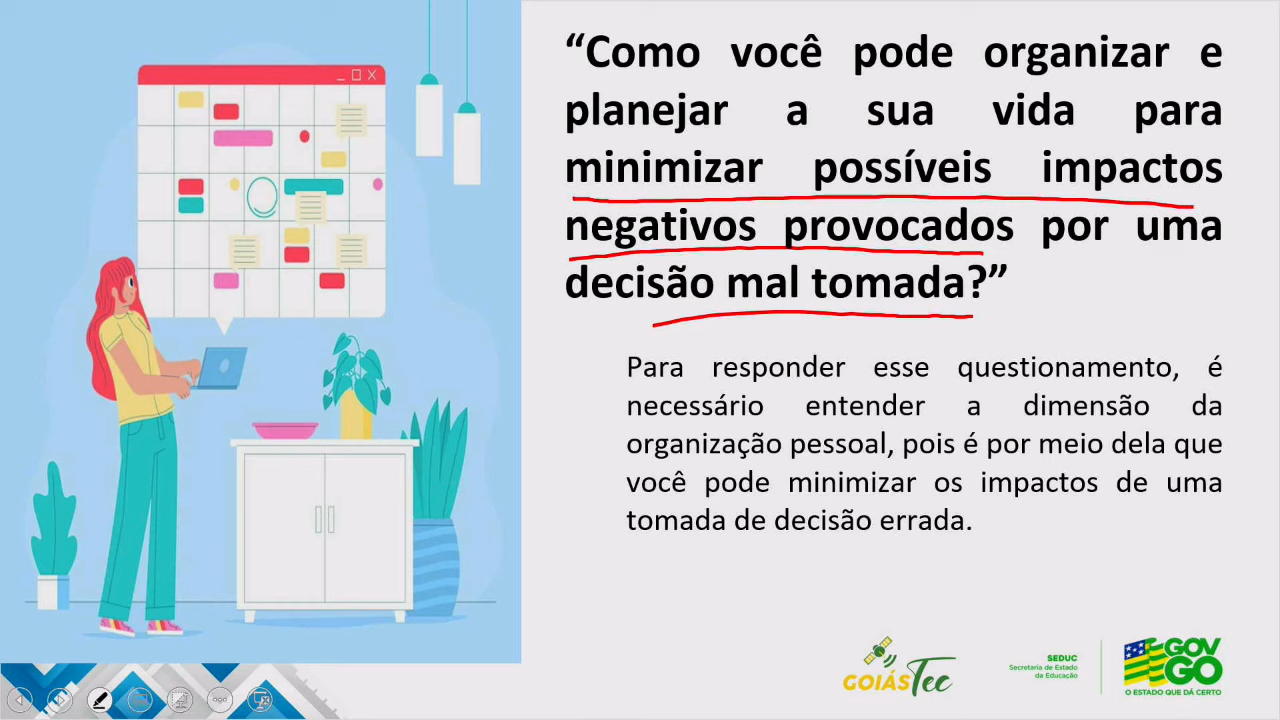 “Como você pode organizar e
planejar a sua vida para
minimizar possíveis impactos
negativos provocados por uma
decisão mal tomada?”
Para responder esse questionamento, é
necessário entender a dimensão da
organização pessoal, pois é por meio dela que
você pode minimizar os impactos de uma
tomada de decisão errada.
GOIÁSTec
SEDUC
Secretaria de Estado
da Educação
GOV
GO
O ESTADO QUE DÁ CERTO